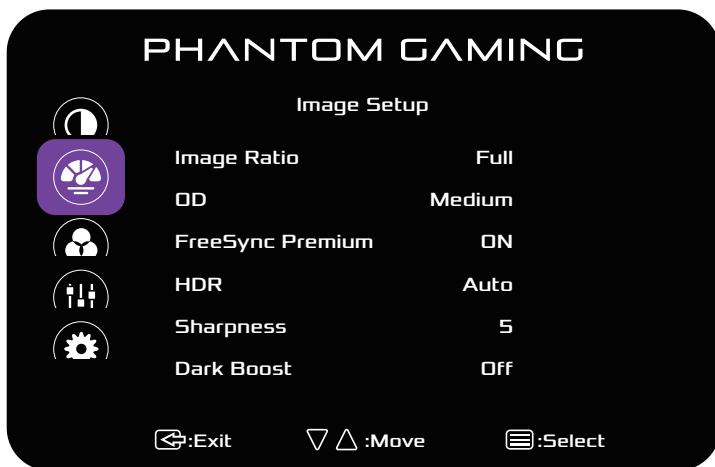 PHANTOM GAMING
Image Setup
Image Ratio Full
OD Medium
FreeSync Premium ON
HDR Auto
Sharpness 5
Dark Boost Off
:Exit :Move :Select